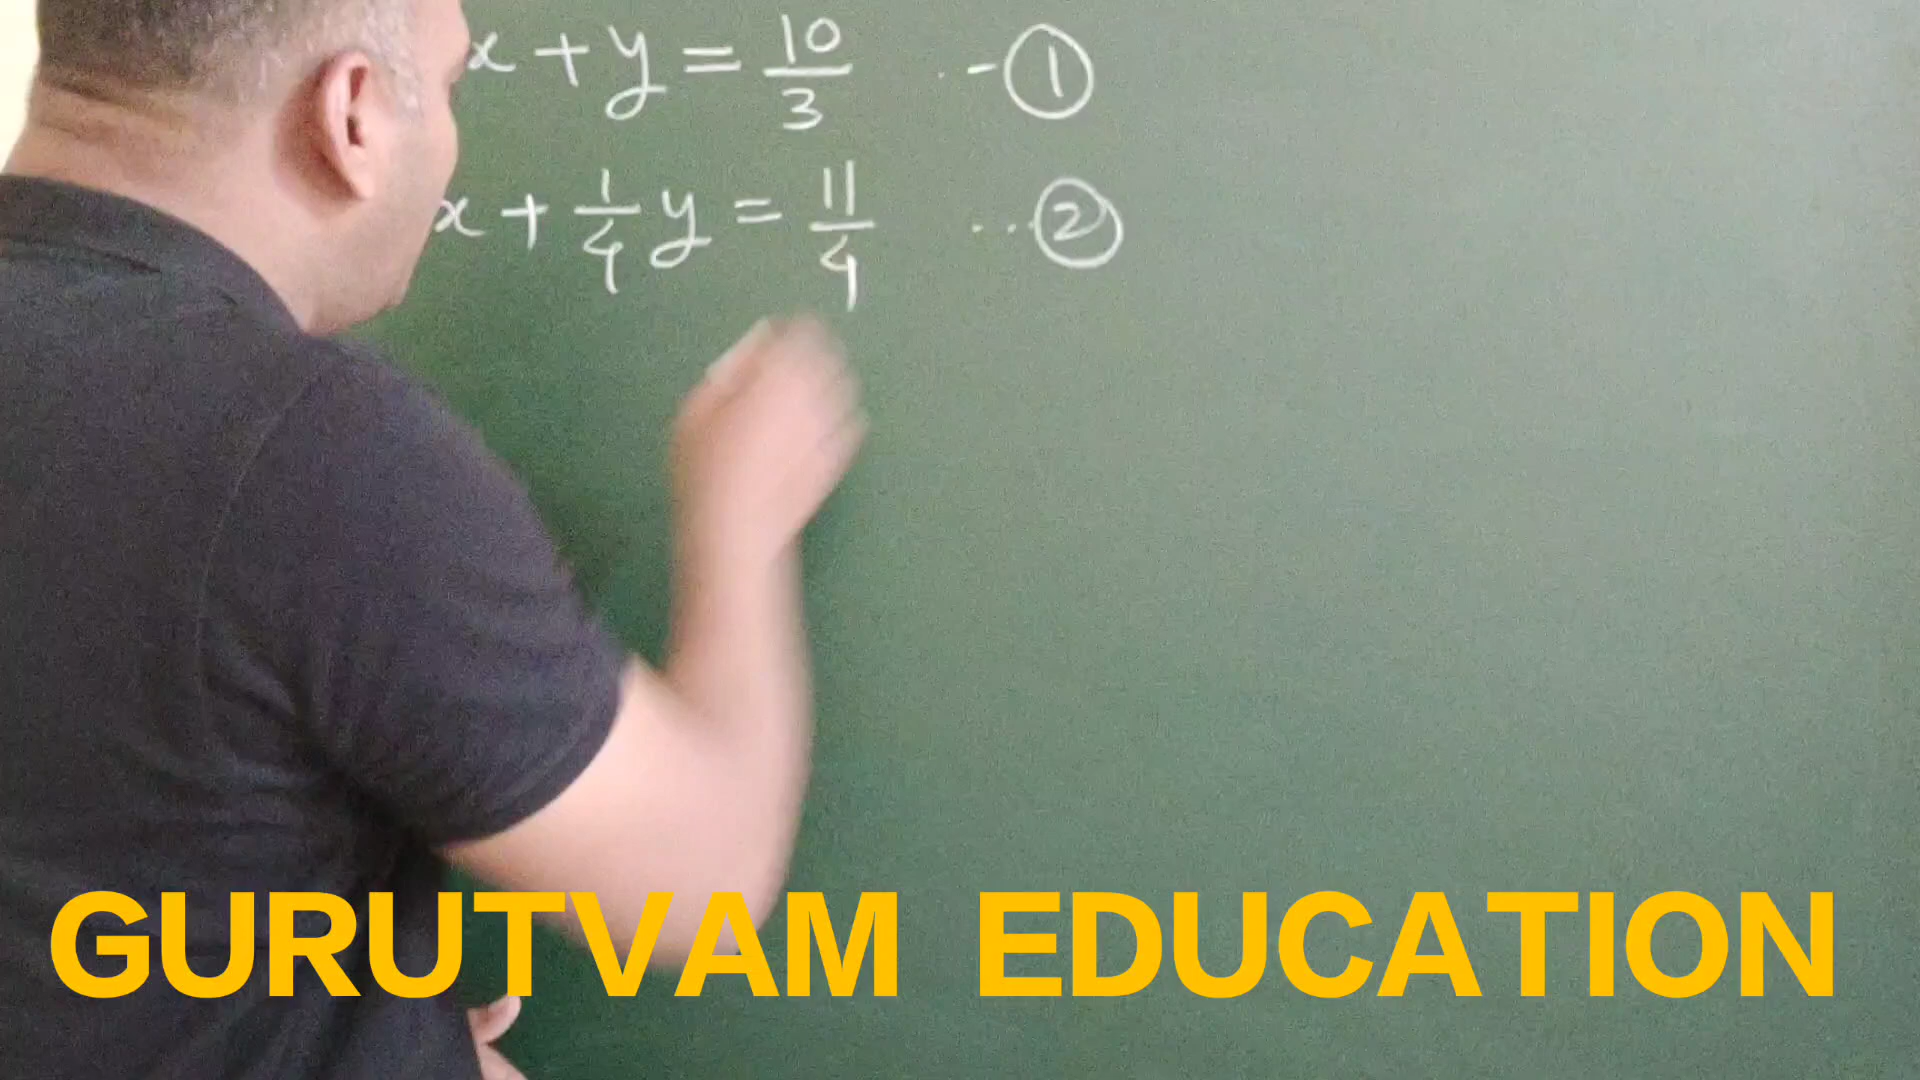 x + y = 10/3 ..-①
x + 1/4 y = 11/4 ...②
GURUTVAM EDUCATION